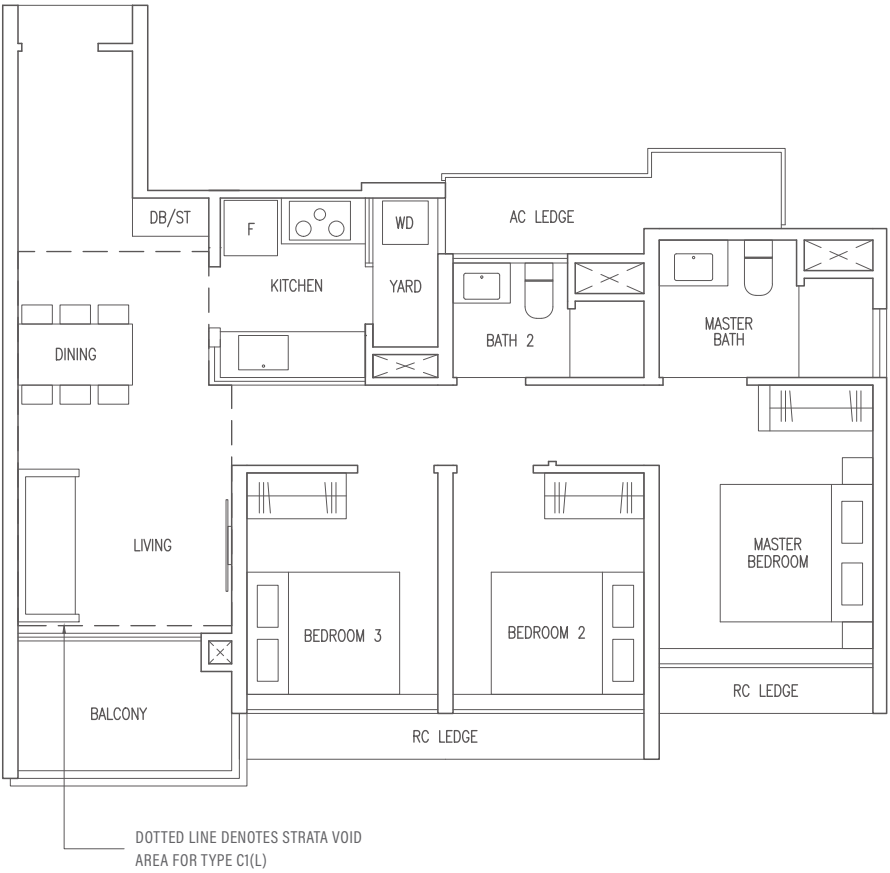 DB/ST
F
WD
AC LEDGE
KITCHEN
YARD
DINING
BATH 2
MASTER
BATH
LIVING
MASTER
BEDROOM
BEDROOM 3
BEDROOM 2
BALCONY
RC LEDGE
RC LEDGE
DOTTED LINE DENOTES STRATA VOID
AREA FOR TYPE C1(L)